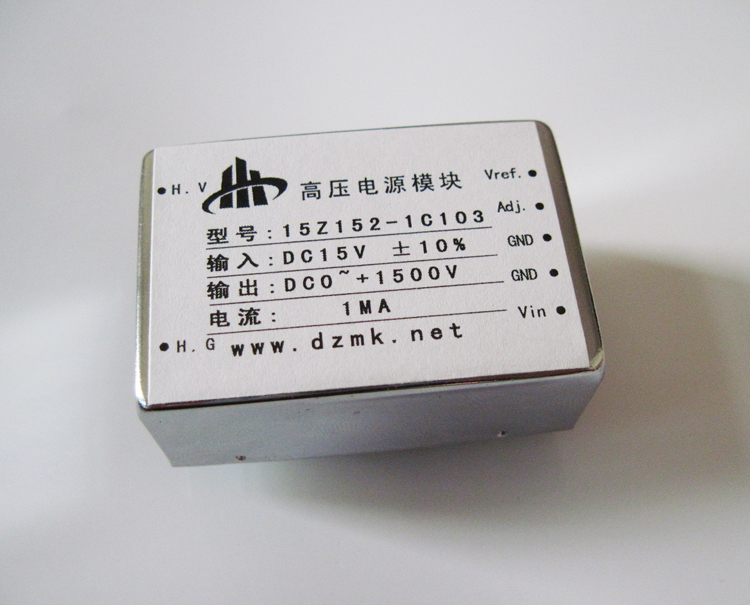 H.V
高压电源模块
Vref.
Adj.
型号:15Z152-1C103
GND
输入:DC15V ±10%
GND
输出:DC0~+1500V
Vin
电流: 1MA
H.G
www.dzmk.net